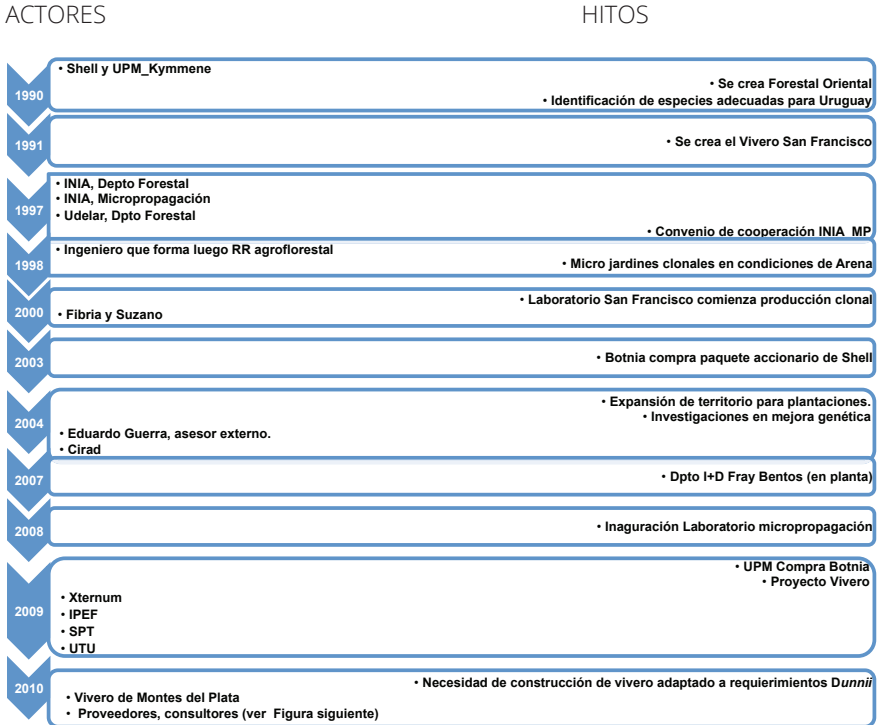 ACTORES
HITOS
1990
• Shell y UPM_Kymmene
• Se crea Forestal Oriental
• Identificación de especies adecuadas para Uruguay
1991
• Se crea el Vivero San Francisco
1997
• INIA, Depto Forestal
• INIA, Micropropagación
• Udelar, Dpto Forestal
• Convenio de cooperación INIA_MP
1998
• Ingeniero que forma luego RR agroflorestal
• Micro jardines clonales en condiciones de Arena
2000
• Laboratorio San Francisco comienza producción clonal
• Fibria y Suzano
2003
• Botnia compra paquete accionario de Shell
2004
• Expansión de territorio para plantaciones.
• Investigaciones en mejora genética
• Eduardo Guerra, asesor externo.
• Cirad
2007
• Dpto I+D Fray Bentos (en planta)
2008
• Inaguración Laboratorio micropropagación
2009
• UPM Compra Botnia
• Proyecto Vivero
• Xternum
• IPEF
• SPT
• UTU
2010
• Necesidad de construcción de vivero adaptado a requierimientos Dunnii
• Vivero de Montes del Plata
• Proveedores, consultores (ver Figura siguiente)